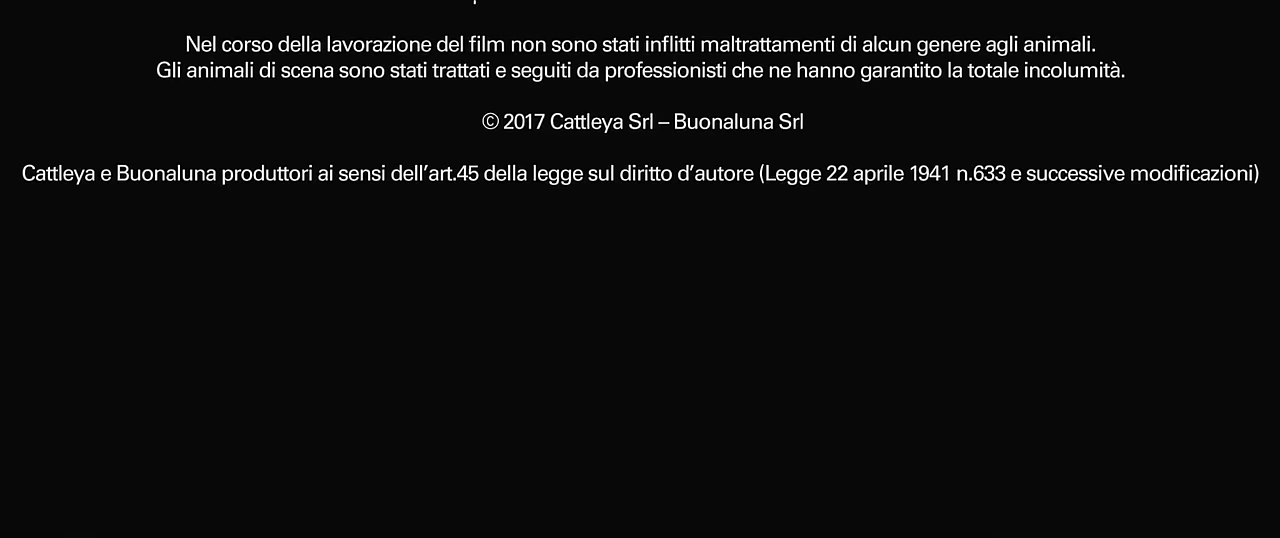 Nel corso della lavorazione del film non sono stati inflitti maltrattamenti di alcun genere agli animali.
Gli animali di scena sono stati trattati e seguiti da professionisti che ne hanno garantito la totale incolumità.
© 2017 Cattleya Srl – Buonaluna Srl
Cattleya e Buonaluna produttori ai sensi dell’art.45 della legge sul diritto d’autore (Legge 22 aprile 1941 n.633 e successive modificazioni)